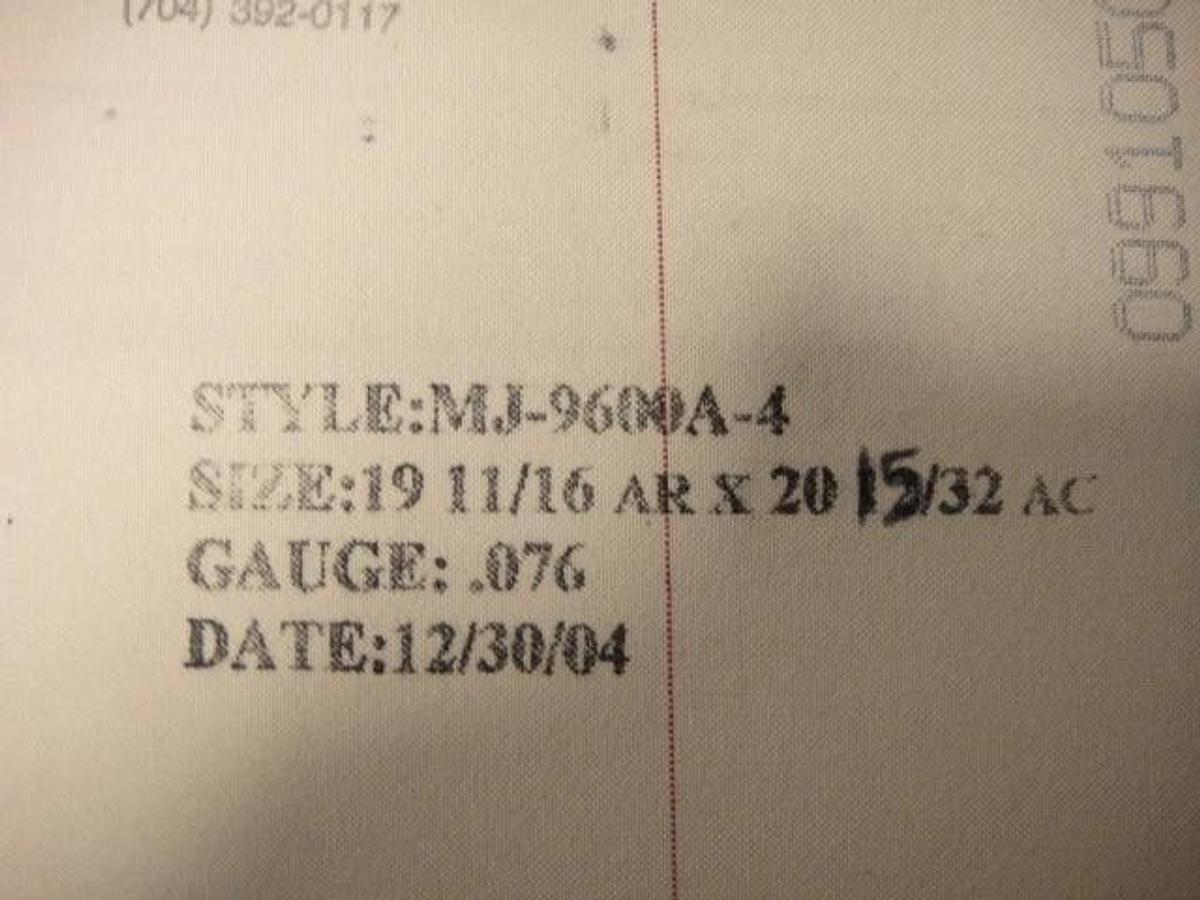 (704) 392-0117
STYLE:MJ-9600A-4
SIZE:19 11/16 AR X 20 15/32 AC
GAUGE: .076
DATE:12/30/04
0991050